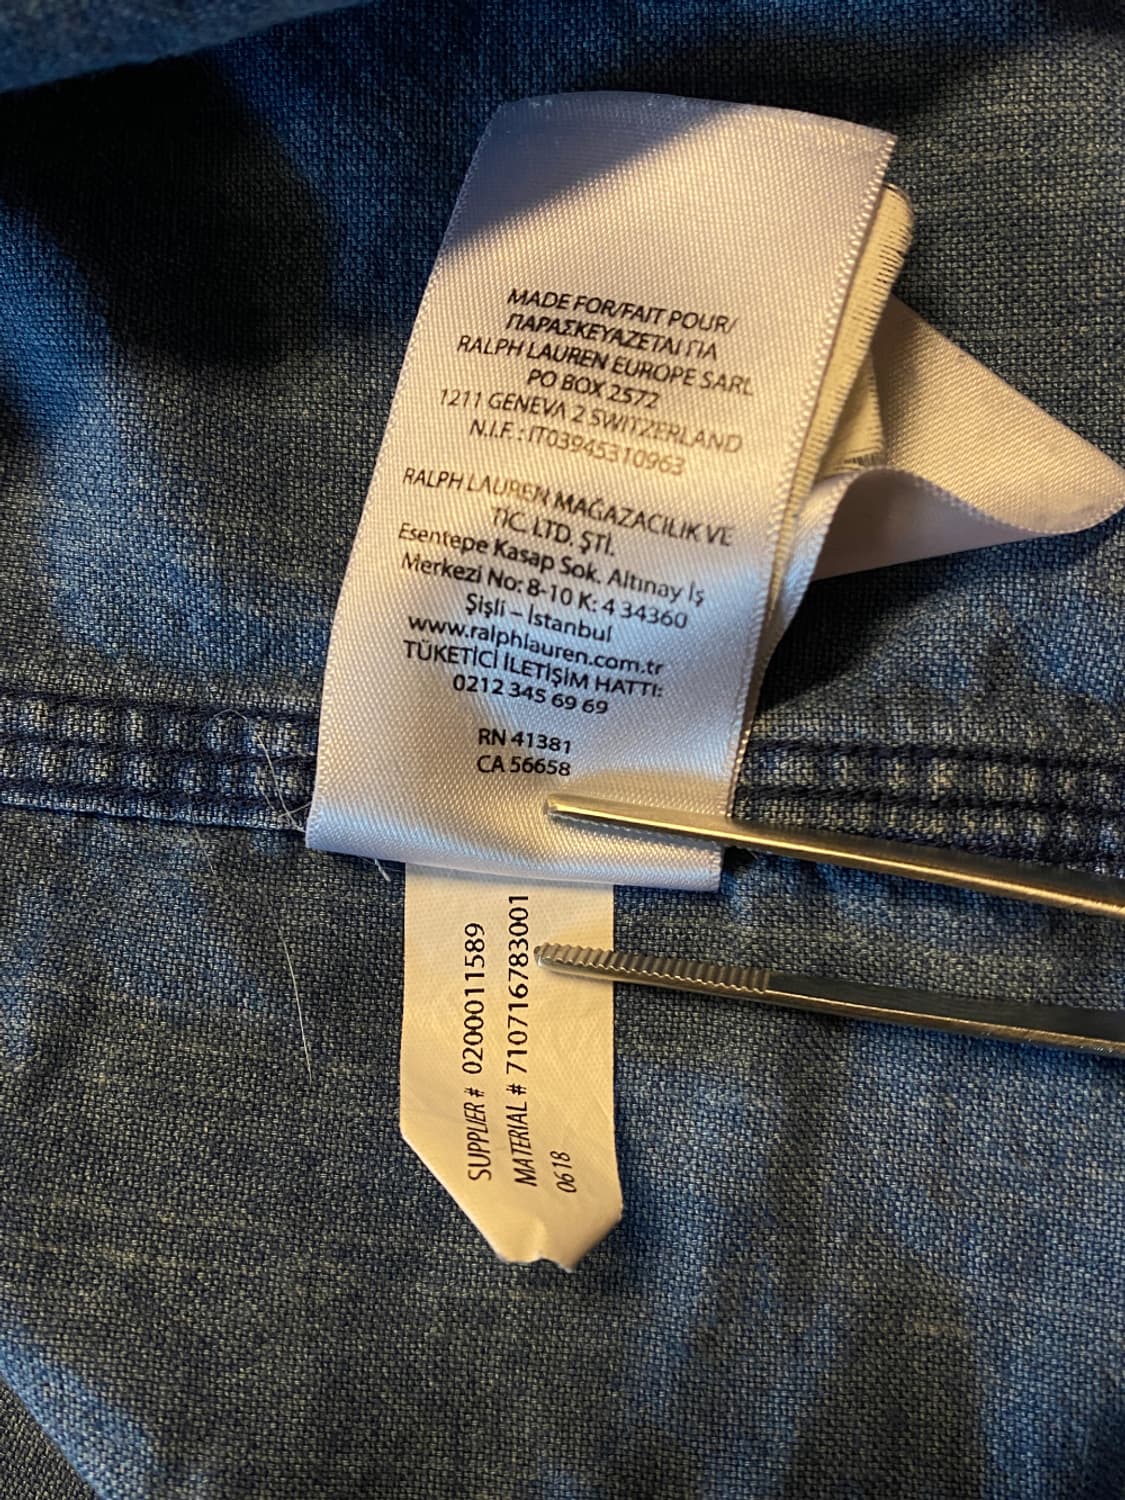 MADE FOR/FAIT POUR/
ΠΑΡΑΣΚΕΥΑΖΕΤΑΙ ΓΙΑ
RALPH LAUREN EUROPE SARL
PO BOX 2572
1211 GENEVA 2 SWITZERLAND
N.I.F. : IT03945310963
RALPH LAUREN MAĞAZACILIK VE
TİC. LTD. ŞTİ.
Esentepe Kasap Sok. Altınay İş
Merkezi No: 8-10 K: 4 34360
Şişli – İstanbul
www.ralphlauren.com.tr
TÜKETİCİ İLETİŞİM HATTI:
0212 345 69 69
RN 41381
CA 56658
SUPPLIER # 0200011589
MATERIAL # 710716783001
0618